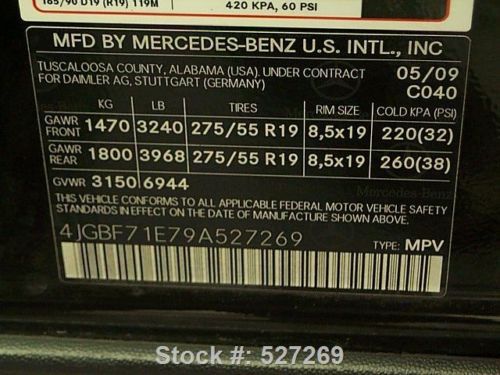 165/90 D19 (R19) 119M
420 KPA, 60 PSI
MFD BY MERCEDES-BENZ U.S. INTL., INC
TUSCALOOSA COUNTY, ALABAMA (USA). UNDER CONTRACT 05/09
FOR DAIMLER AG, STUTTGART (GERMANY) C040
KG LB TIRES RIM SIZE COLD KPA (PSI)
GAWR FRONT 1470 3240 275/55 R19 8,5x19 220(32)
GAWR REAR 1800 3968 275/55 R19 8,5x19 260(38)
GVWR 3150 6944
Mercedes-Benz
THIS VEHICLE CONFORMS TO ALL APPLICABLE FEDERAL MOTOR VEHICLE SAFETY
STANDARDS IN EFFECT ON THE DATE OF MANUFACTURE SHOWN ABOVE.
4JGBF71E79A527269 TYPE: MPV
Stock #: 527269